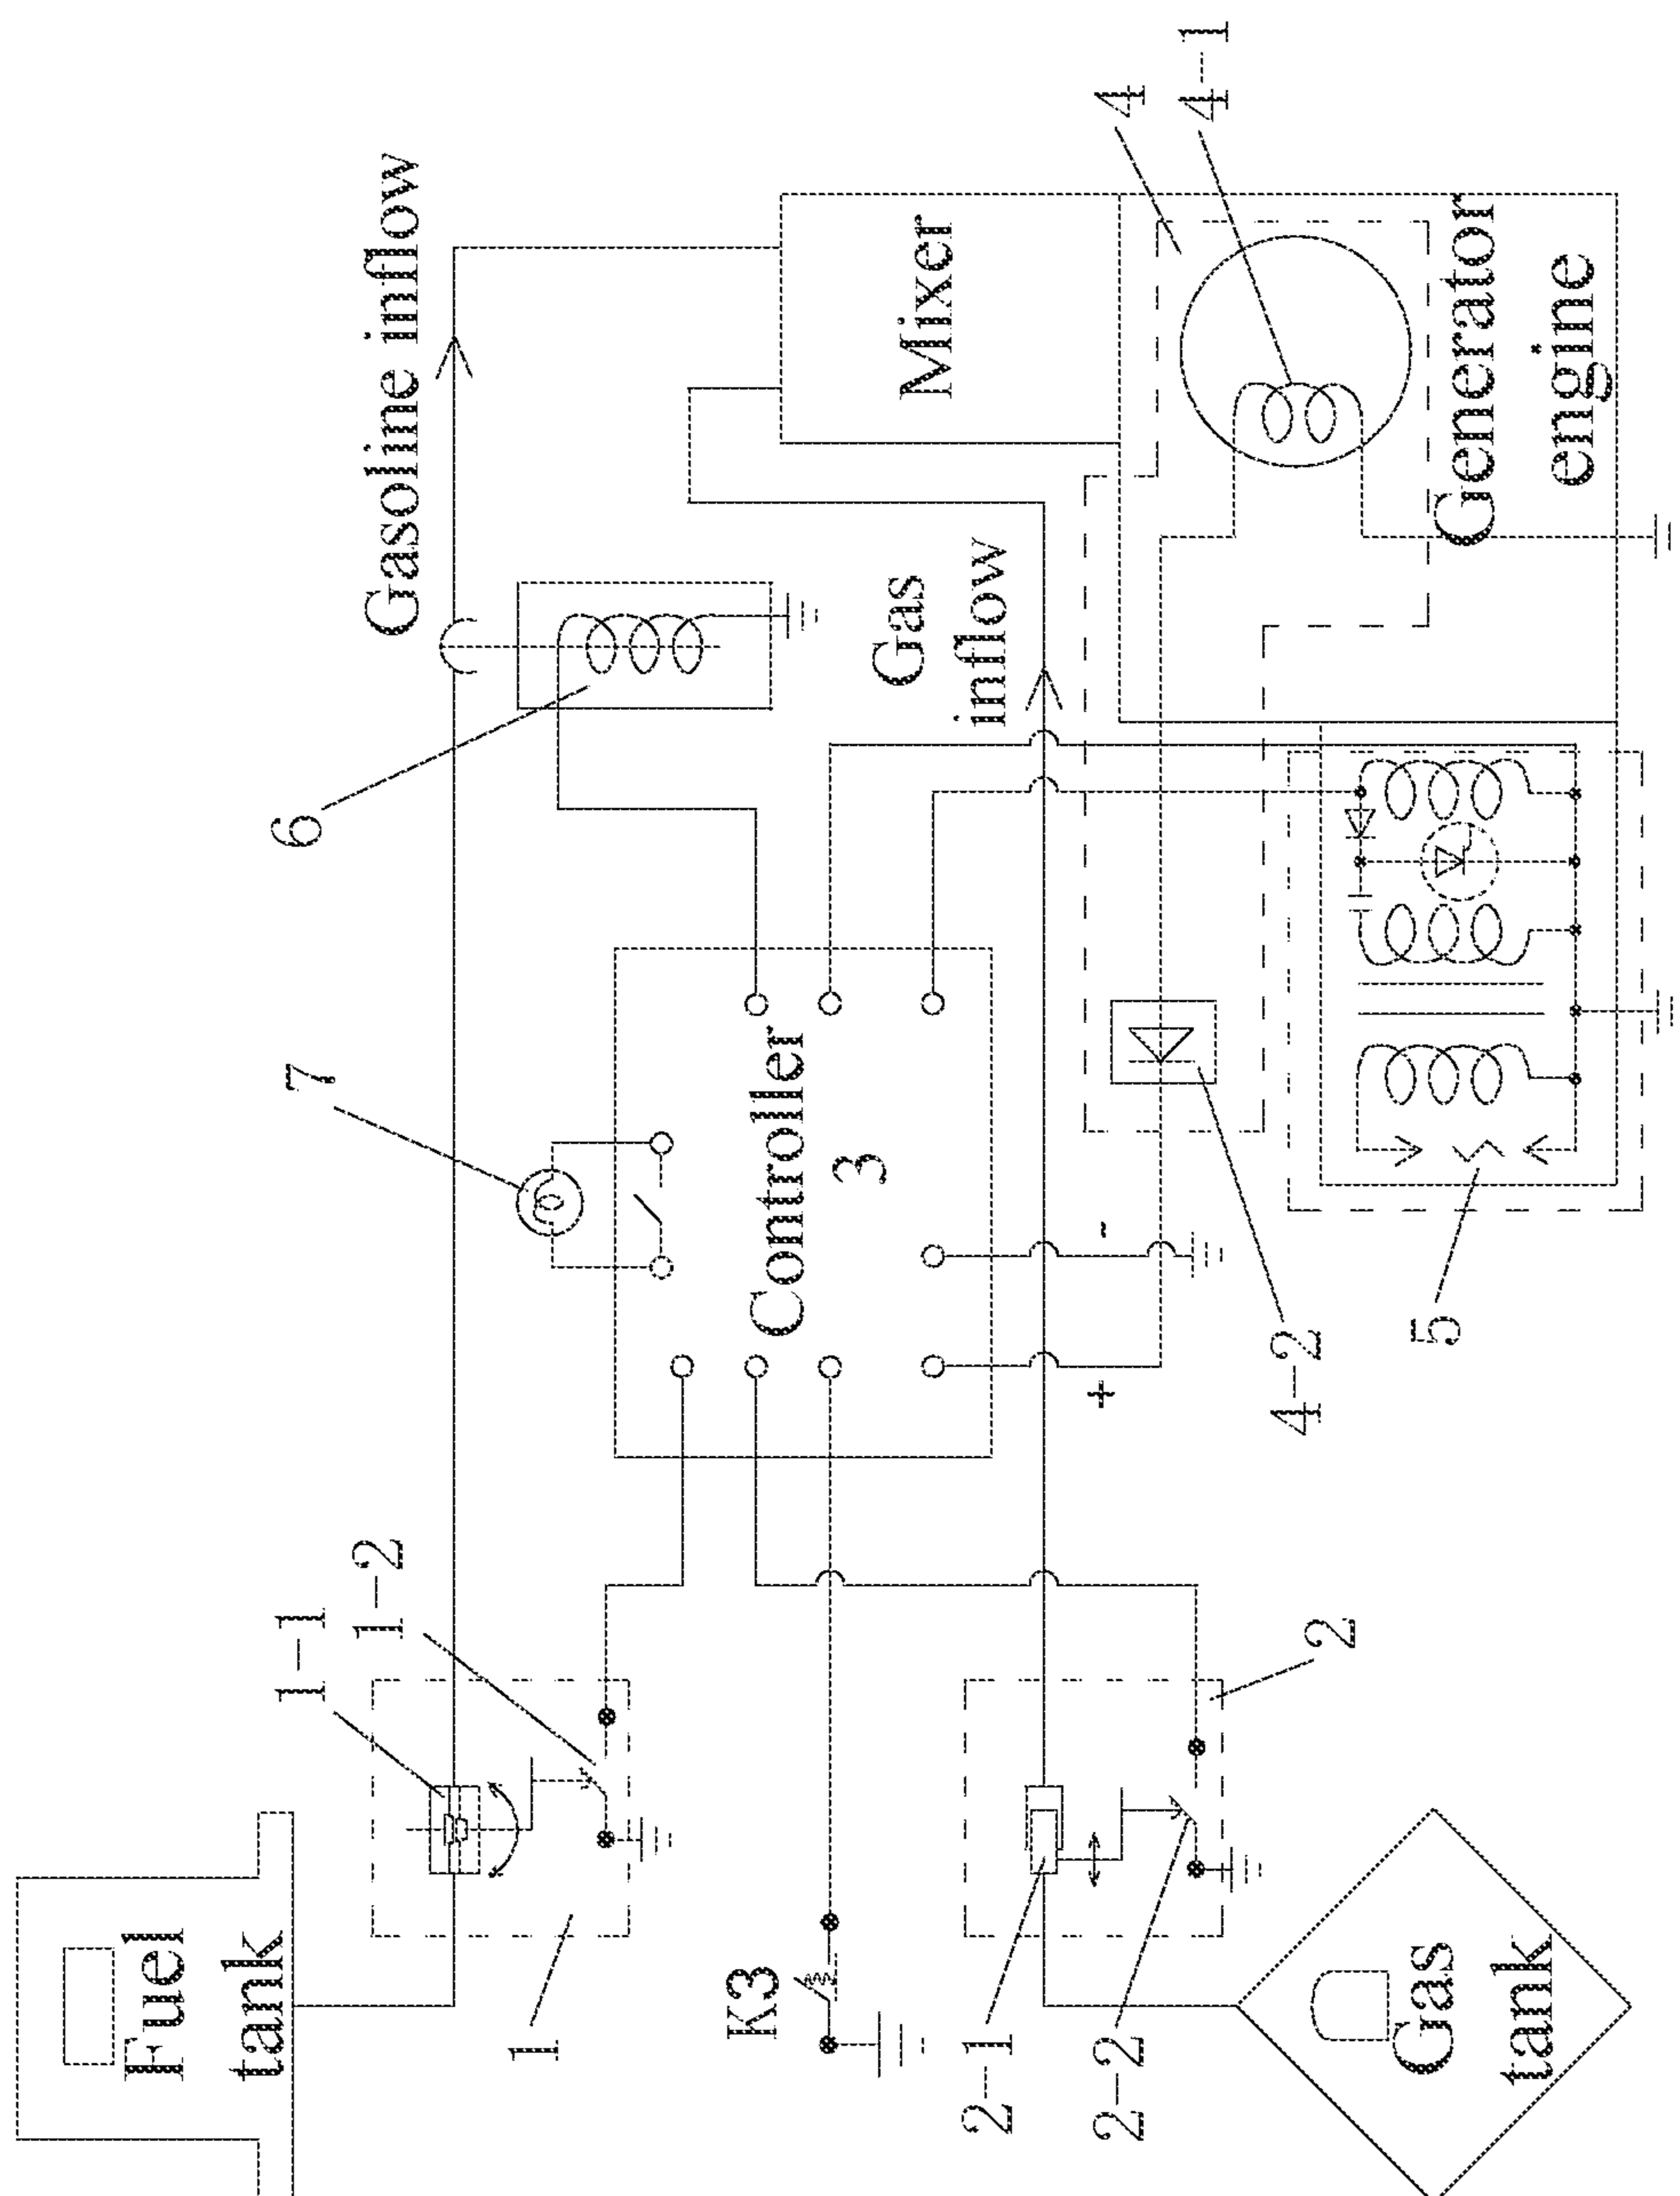 Fuel
tank
1-1
1-2
1
7
6
Gasoline inflow
K3
Controller
3
Mixer
Gas
inflow
2-1
2-2
2
+
-
4-2
4
4-1
Gas
tank
5
Generator
engine